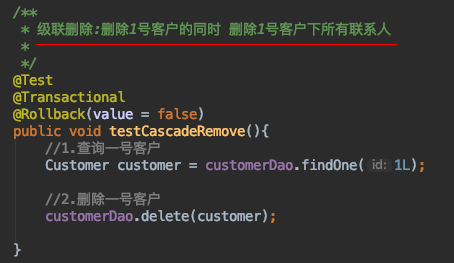 /**
 * 级联删除:删除1号客户的同时 删除1号客户下所有联系人
 *
 */
@Test
@Transactional
@Rollback(value = false)
public void testCascadeRemove(){
    //1.查询一号客户
    Customer customer = customerDao.findOne( id: 1L);

    //2.删除一号客户
    customerDao.delete(customer);

}